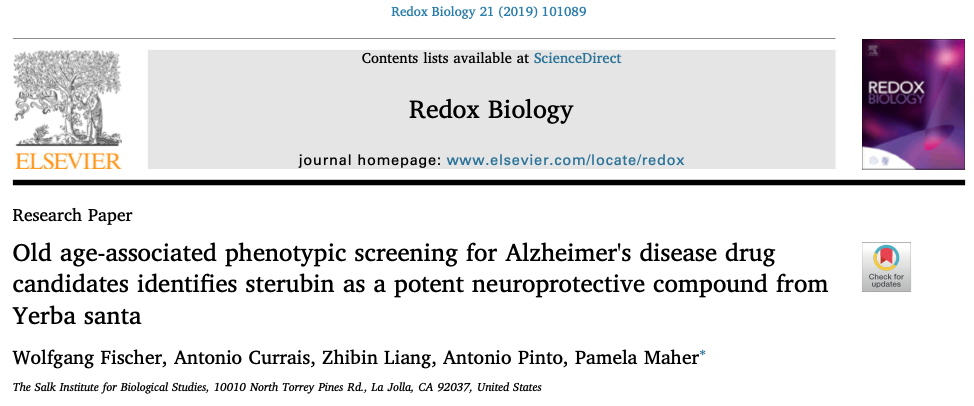 Redox Biology 21 (2019) 101089
Contents lists available at ScienceDirect
Redox Biology
journal homepage: www.elsevier.com/locate/redox
ELSEVIER
REDOX
BIOLOGY
Research Paper
Old age-associated phenotypic screening for Alzheimer's disease drug
candidates identifies sterubin as a potent neuroprotective compound from
Yerba santa
Check for
updates
Wolfgang Fischer, Antonio Currais, Zhibin Liang, Antonio Pinto, Pamela Maher*
The Salk Institute for Biological Studies, 10010 North Torrey Pines Rd., La Jolla, CA 92037, United States